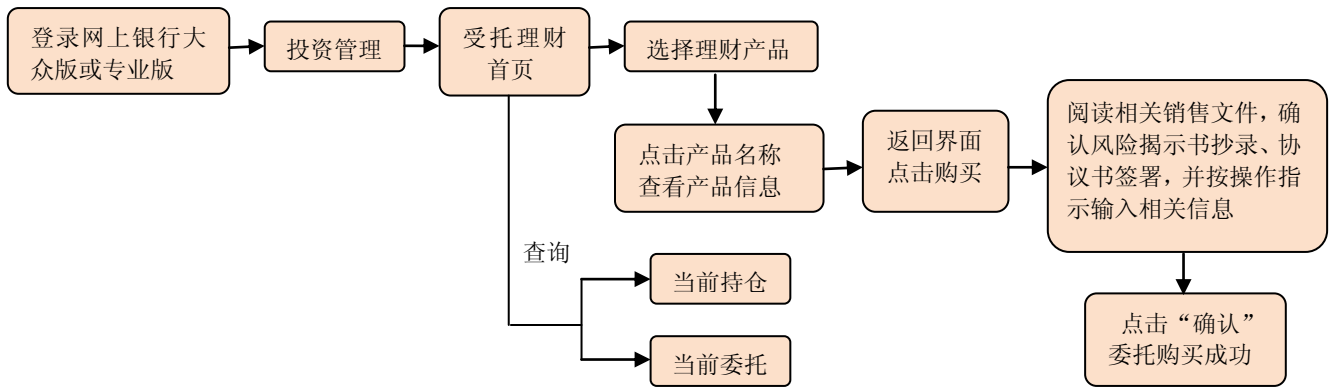 登录网上银行大
众版或专业版
投资管理
受托理财
首页
选择理财产品
点击产品名称
查看产品信息
返回界面
点击购买
阅读相关销售文件，确
认风险揭示书抄录、协
议书签署，并按操作指
示输入相关信息
查询
当前持仓
当前委托
点击“确认”
委托购买成功